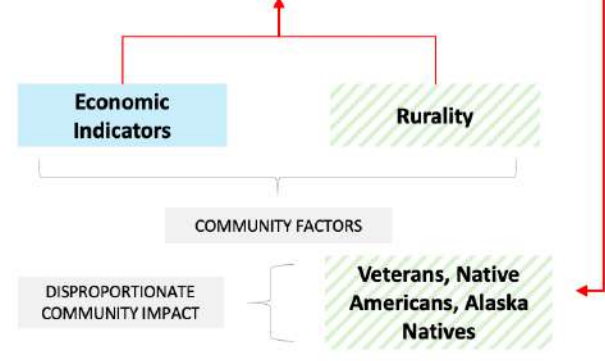 Economic
Indicators
Rurality
COMMUNITY FACTORS
DISPROPORTIONATE
COMMUNITY IMPACT
Veterans, Native
Americans, Alaska
Natives